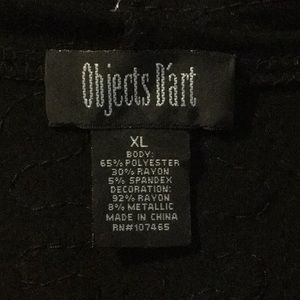 Objects D'art
XL
BODY:
65% POLYESTER
30% RAYON
5% SPANDEX
DECORATION:
92% RAYON
8% METALLIC
MADE IN CHINA
RN#107465